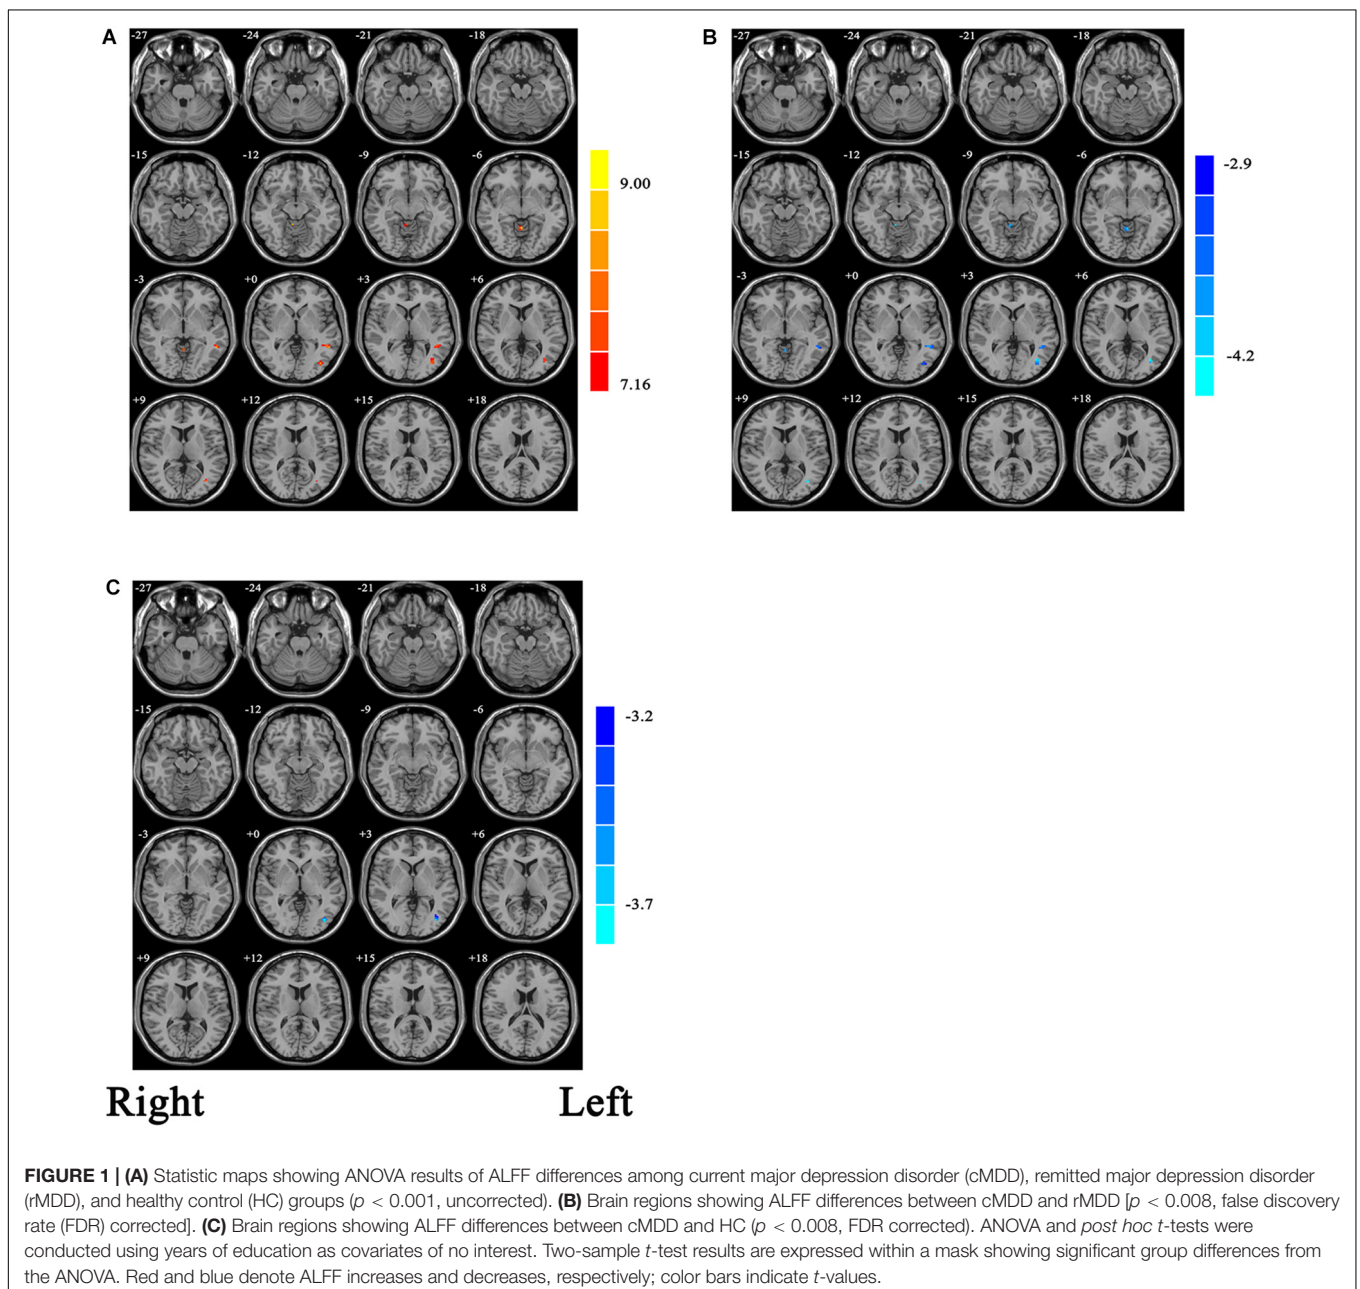 A
-27 -24 -21 -18
-15 -12 -9 -6
-3 +0 +3 +6
+9 +12 +15 +18
9.00
7.16
B
-27 -24 -21 -18
-15 -12 -9 -6
-3 +0 +3 +6
+9 +12 +15 +18
-2.9
-4.2
C
-27 -24 -21 -18
-15 -12 -9 -6
-3 +0 +3 +6
+9 +12 +15 +18
-3.2
-3.7
Right Left
FIGURE 1 | (A) Statistic maps showing ANOVA results of ALFF differences among current major depression disorder (cMDD), remitted major depression disorder
(rMDD), and healthy control (HC) groups (p < 0.001, uncorrected). (B) Brain regions showing ALFF differences between cMDD and rMDD [p < 0.008, false discovery
rate (FDR) corrected]. (C) Brain regions showing ALFF differences between cMDD and HC (p < 0.008, FDR corrected). ANOVA and post hoc t-tests were
conducted using years of education as covariates of no interest. Two-sample t-test results are expressed within a mask showing significant group differences from
the ANOVA. Red and blue denote ALFF increases and decreases, respectively; color bars indicate t-values.